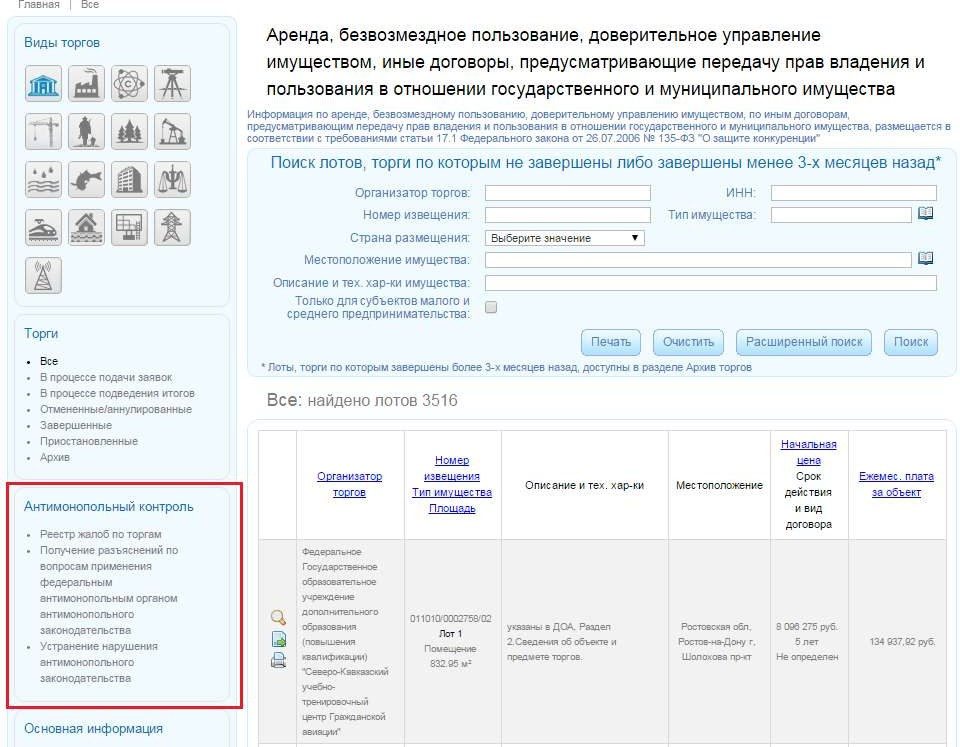 Главная | Все
Виды торгов
Торги
Все
В процессе подачи заявок
В процессе подведения итогов
Отмененные/аннулированные
Завершенные
Приостановленные
Архив
Антимонопольный контроль
Реестр жалоб по торгам
Получение разъяснений по
вопросам применения
федеральным
антимонопольным органом
антимонопольного
законодательства
Устранение нарушения
антимонопольного
законодательства
Основная информация
Аренда, безвозмездное пользование, доверительное управление
имуществом, иные договоры, предусматривающие передачу прав владения и
пользования в отношении государственного и муниципального имущества
Информация по аренде, безвозмездному пользованию, доверительному управлению имуществом, по иным договорам,
предусматривающим передачу прав владения и пользования в отношении государственного и муниципального имущества, размещается в
соответствии с требованиями статьи 17.1 Федерального закона от 26.07.2006 № 135-ФЗ "О защите конкуренции"
Поиск лотов, торги по которым не завершены либо завершены менее 3-х месяцев назад*
Организатор торгов: ИНН:
Номер извещения: Тип имущества:
Страна размещения: Выберите значение
Местоположение имущества:
Описание и тех. хар-ки имущества:
Только для субъектов малого и
среднего предпринимательства:
Печать Очистить Расширенный поиск Поиск
* Лоты, торги по которым завершены более 3-х месяцев назад, доступны в разделе Архив торгов
Все: найдено лотов 3516
Организатор
торгов
Номер
извещения
Тип имущества
Площадь
Описание и тех. хар-ки
Местоположение
Начальная
цена
Срок
действия
и вид
договора
Ежемес. плата
за объект
Федеральное
Государственное
образовательное
учреждение
дополнительного
образования
(повышения
квалификации)
"Северо-Кваказский
учебно-
тренировочный
центр Гражданской
авиации"
011010/0002758/02
Лот 1
Помещение
832.95 м²
указаны в ДОА, Раздел
2.Сведения об объекте и
предмете торгов.
Ростовская обл,
Ростов-на-Дону г,
Шолохова пр-кт
8 096 275 руб.
5 лет
Не определен
134 937,92 руб.